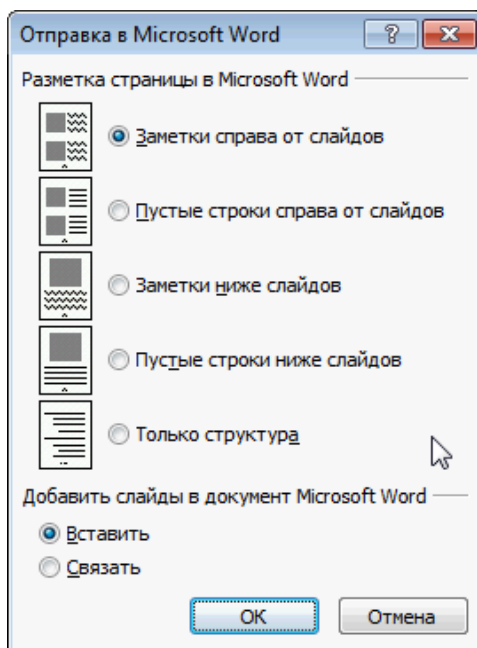 Отправка в Microsoft Word
Разметка страницы в Microsoft Word
Заметки справа от слайдов
Пустые строки справа от слайдов
Заметки ниже слайдов
Пустые строки ниже слайдов
Только структура
Добавить слайды в документ Microsoft Word
Вставить
Связать
ОК
Отмена